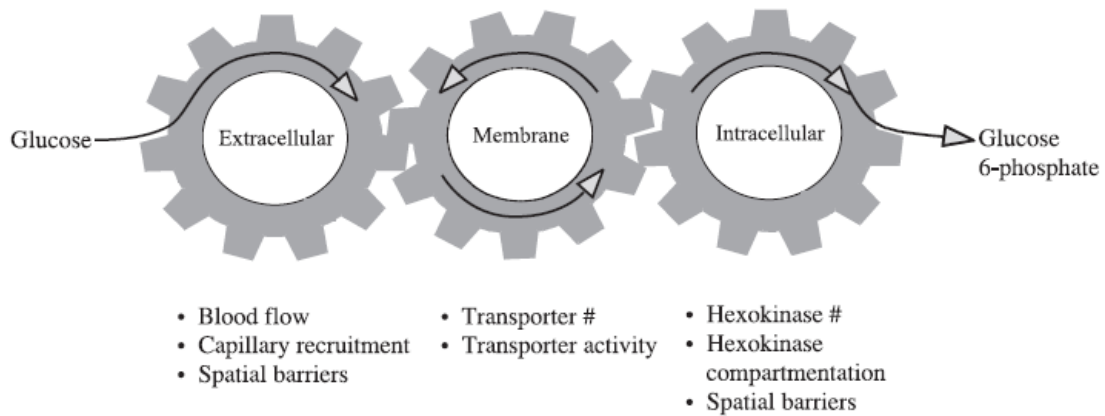 Glucose
Extracellular
Membrane
Intracellular
Glucose
6-phosphate
• Blood flow
• Capillary recruitment
• Spatial barriers
• Transporter #
• Transporter activity
• Hexokinase #
• Hexokinase
compartmentation
• Spatial barriers